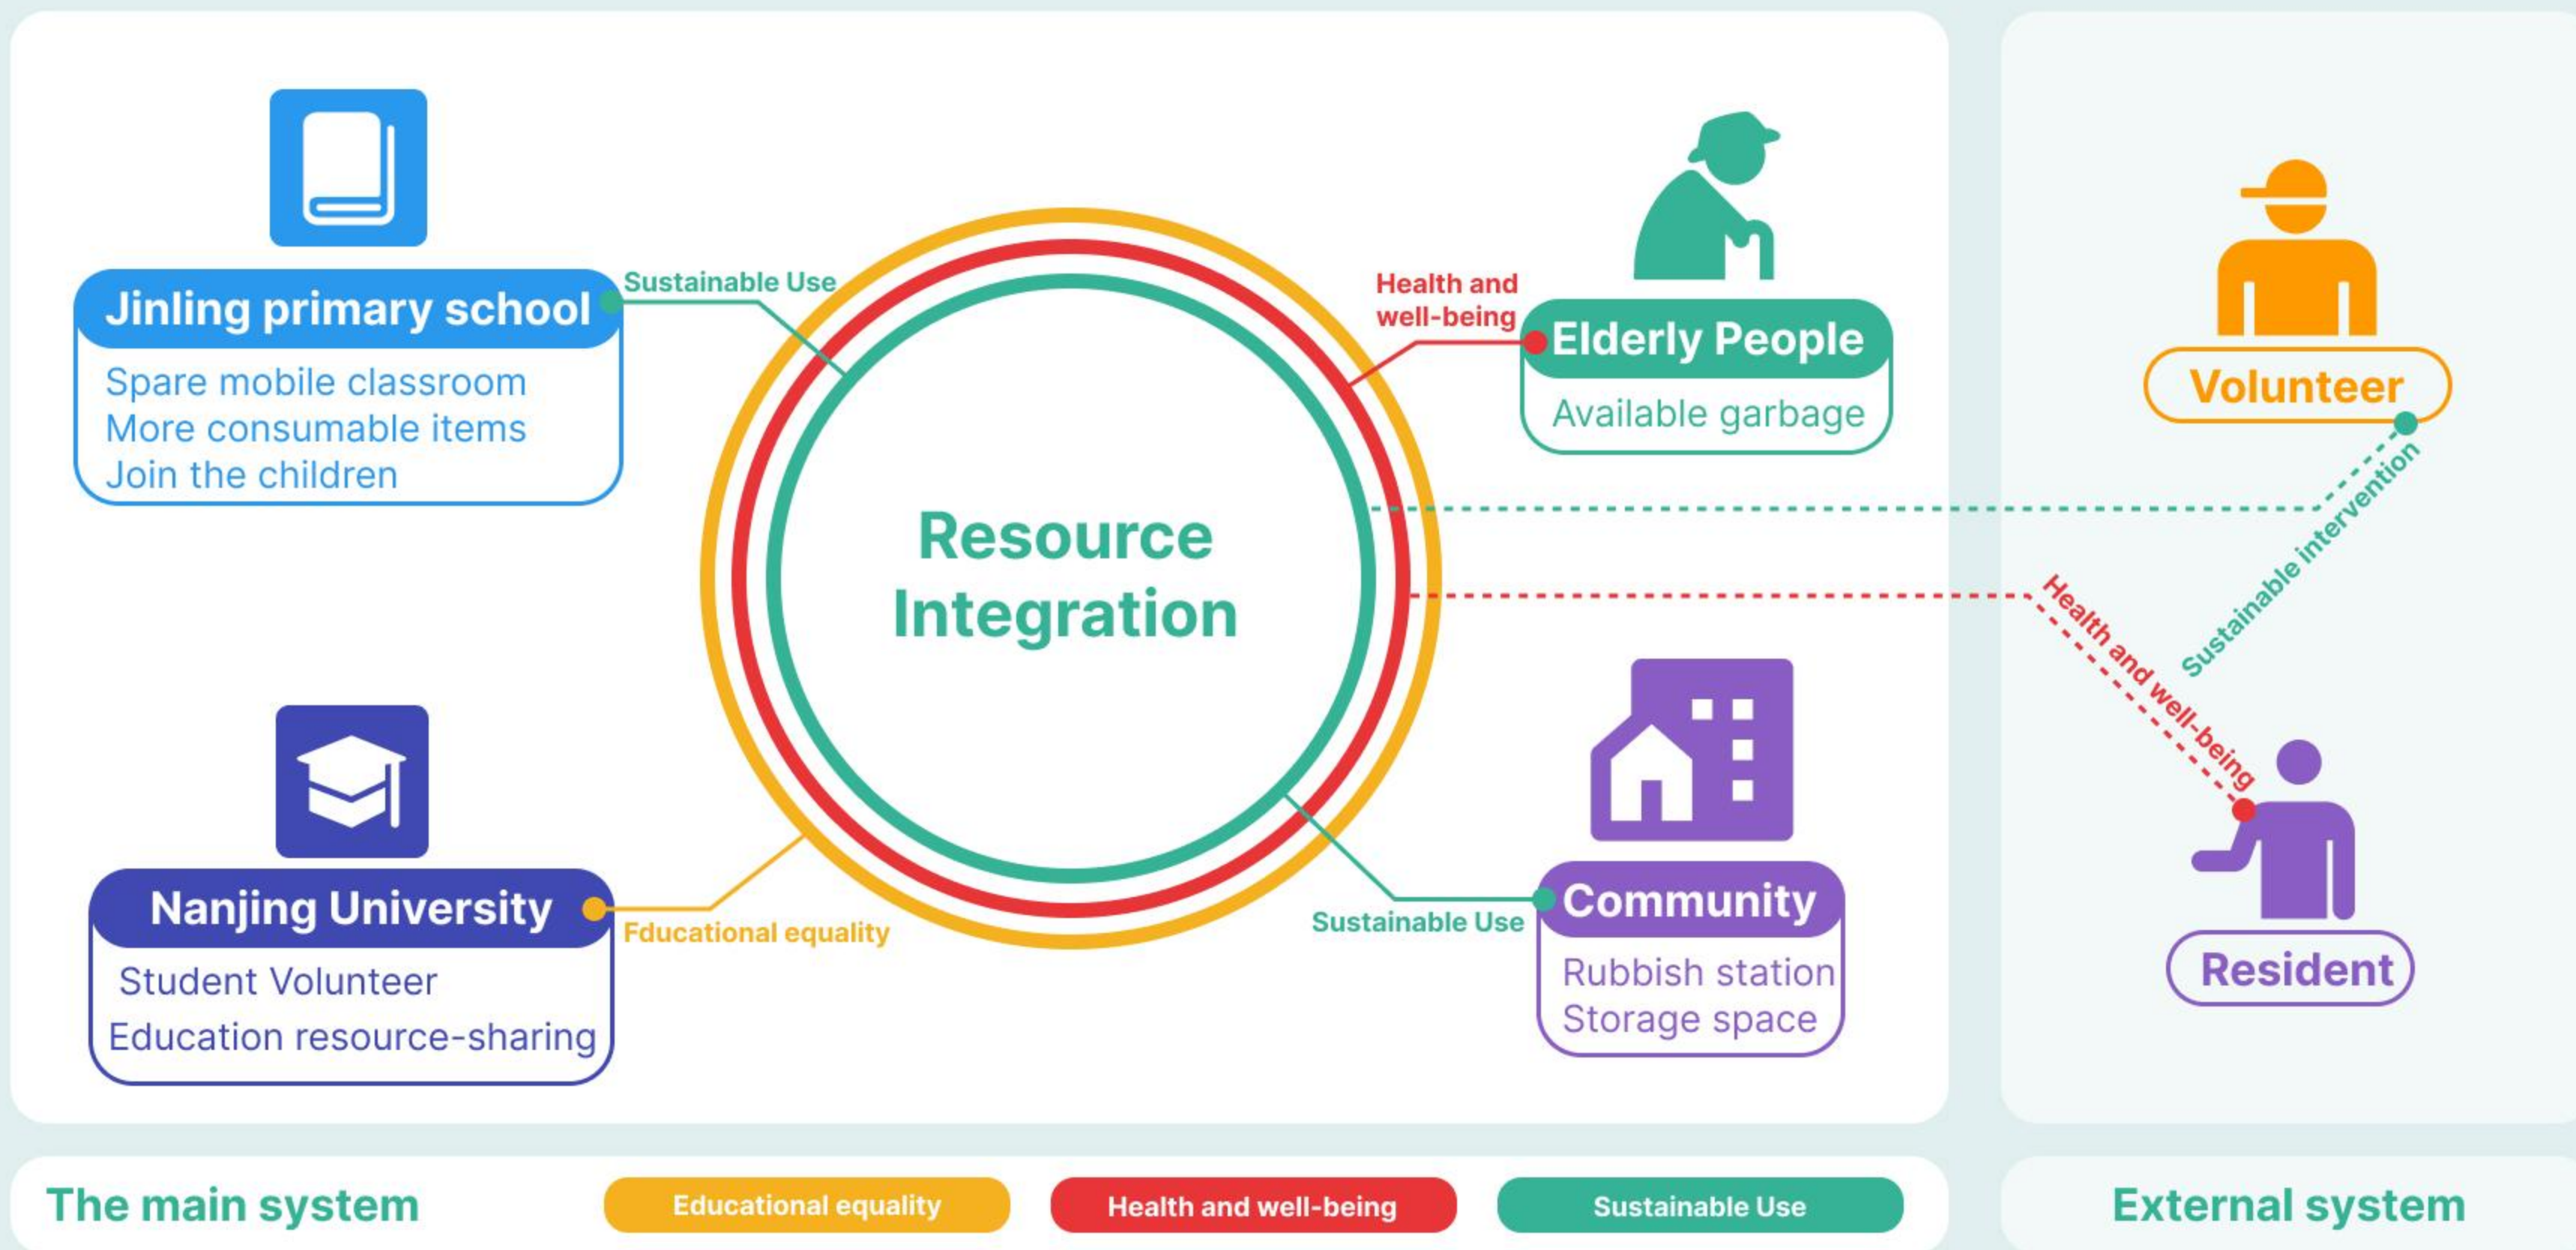 Jinling primary school
Spare mobile classroom
More consumable items
Join the children
Sustainable Use
Health and
well-being
Elderly People
Available garbage
Volunteer
Sustainable intervention
Resource
Integration
Health and well-being
Nanjing University
Student Volunteer
Education resource-sharing
Fducational equality
Sustainable Use
Community
Rubbish station
Storage space
Resident
The main system
Educational equality
Health and well-being
Sustainable Use
External system